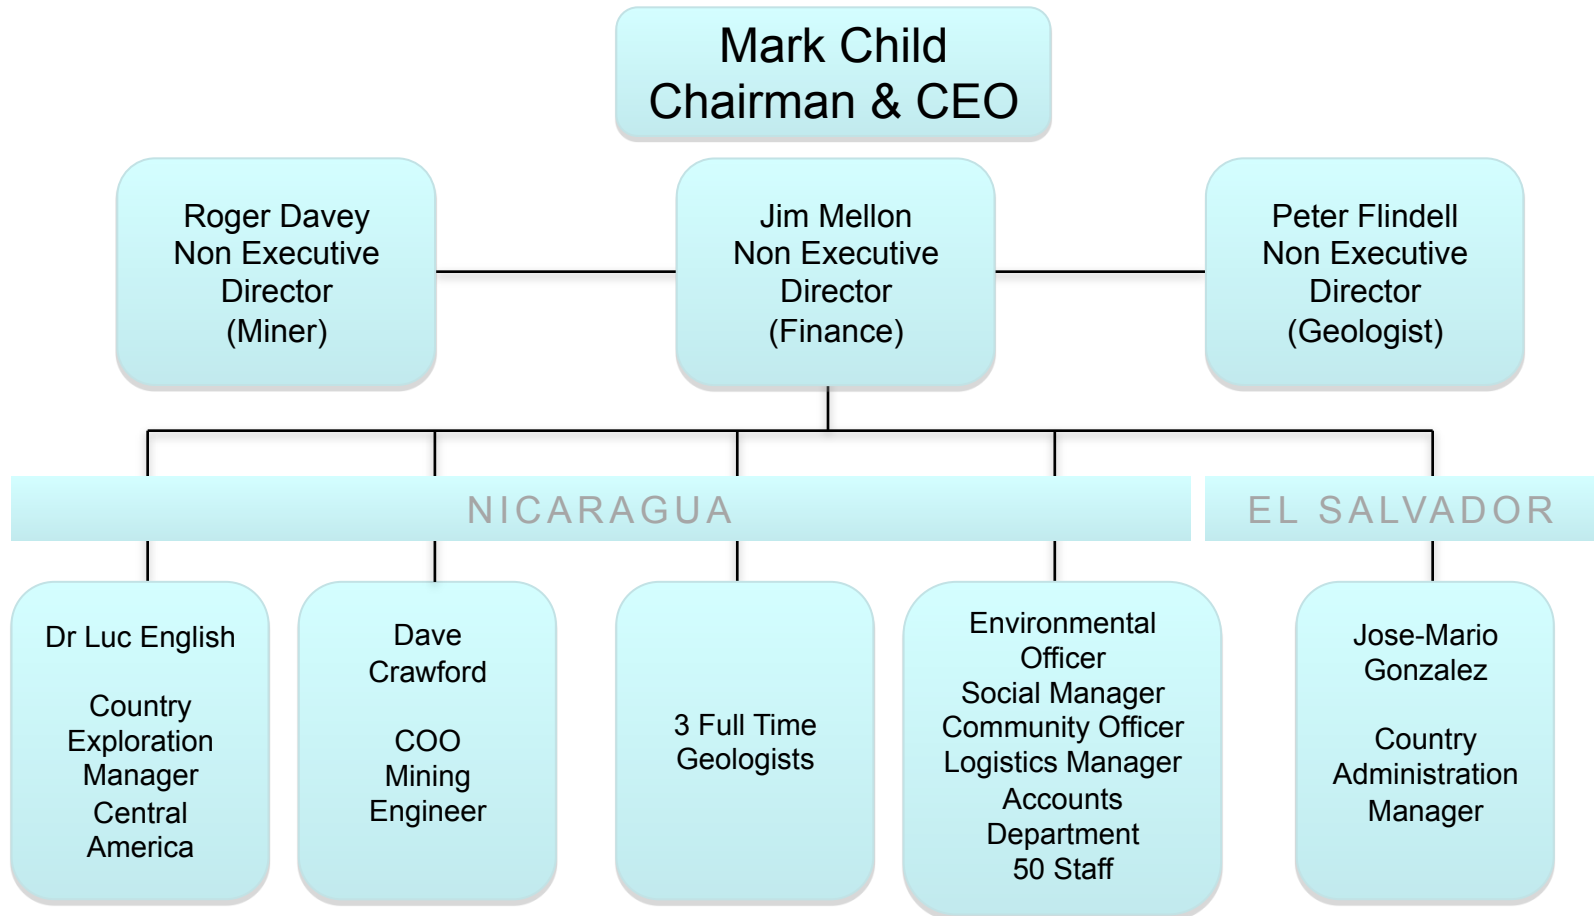 Mark Child
Chairman & CEO
Roger Davey
Non Executive
Director
(Miner)
Jim Mellon
Non Executive
Director
(Finance)
Peter Flindell
Non Executive
Director
(Geologist)
NICARAGUA
EL SALVADOR
Dr Luc English
Country
Exploration
Manager
Central
America
Dave
Crawford
COO
Mining
Engineer
3 Full Time
Geologists
Environmental
Officer
Social Manager
Community Officer
Logistics Manager
Accounts
Department
50 Staff
Jose-Mario
Gonzalez
Country
Administration
Manager